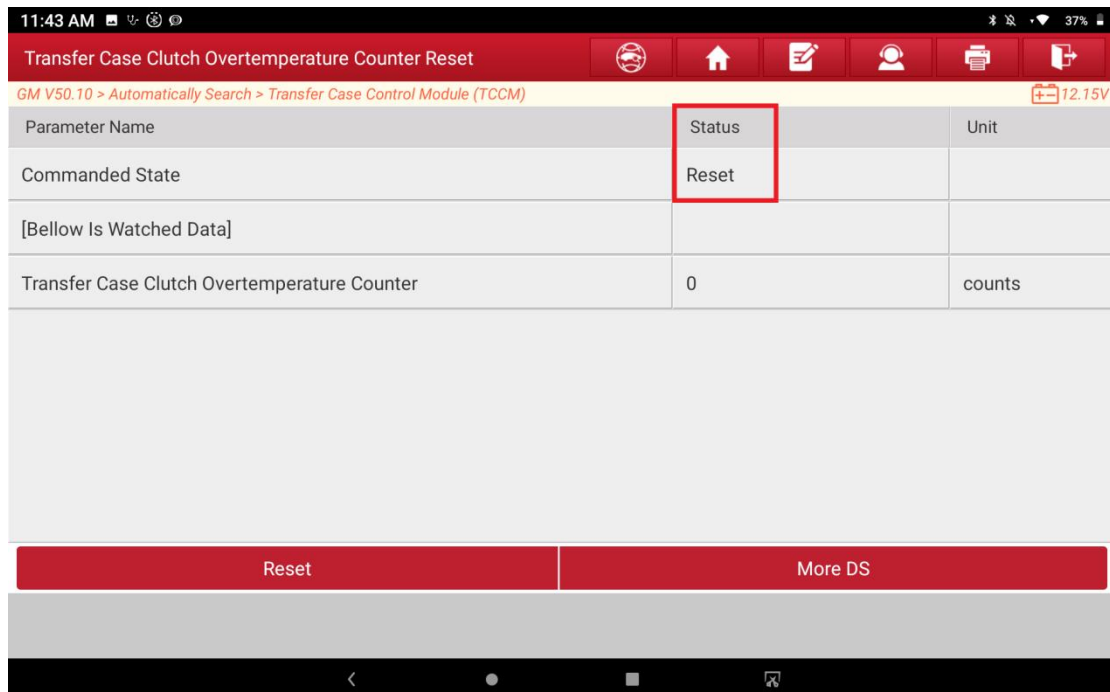 11:43 AM 37%
Transfer Case Clutch Overtemperature Counter Reset
GM V50.10 > Automatically Search > Transfer Case Control Module (TCCM) 12.15V
Parameter Name Status Unit
Commanded State Reset
[Bellow Is Watched Data]
Transfer Case Clutch Overtemperature Counter 0 counts
Reset More DS